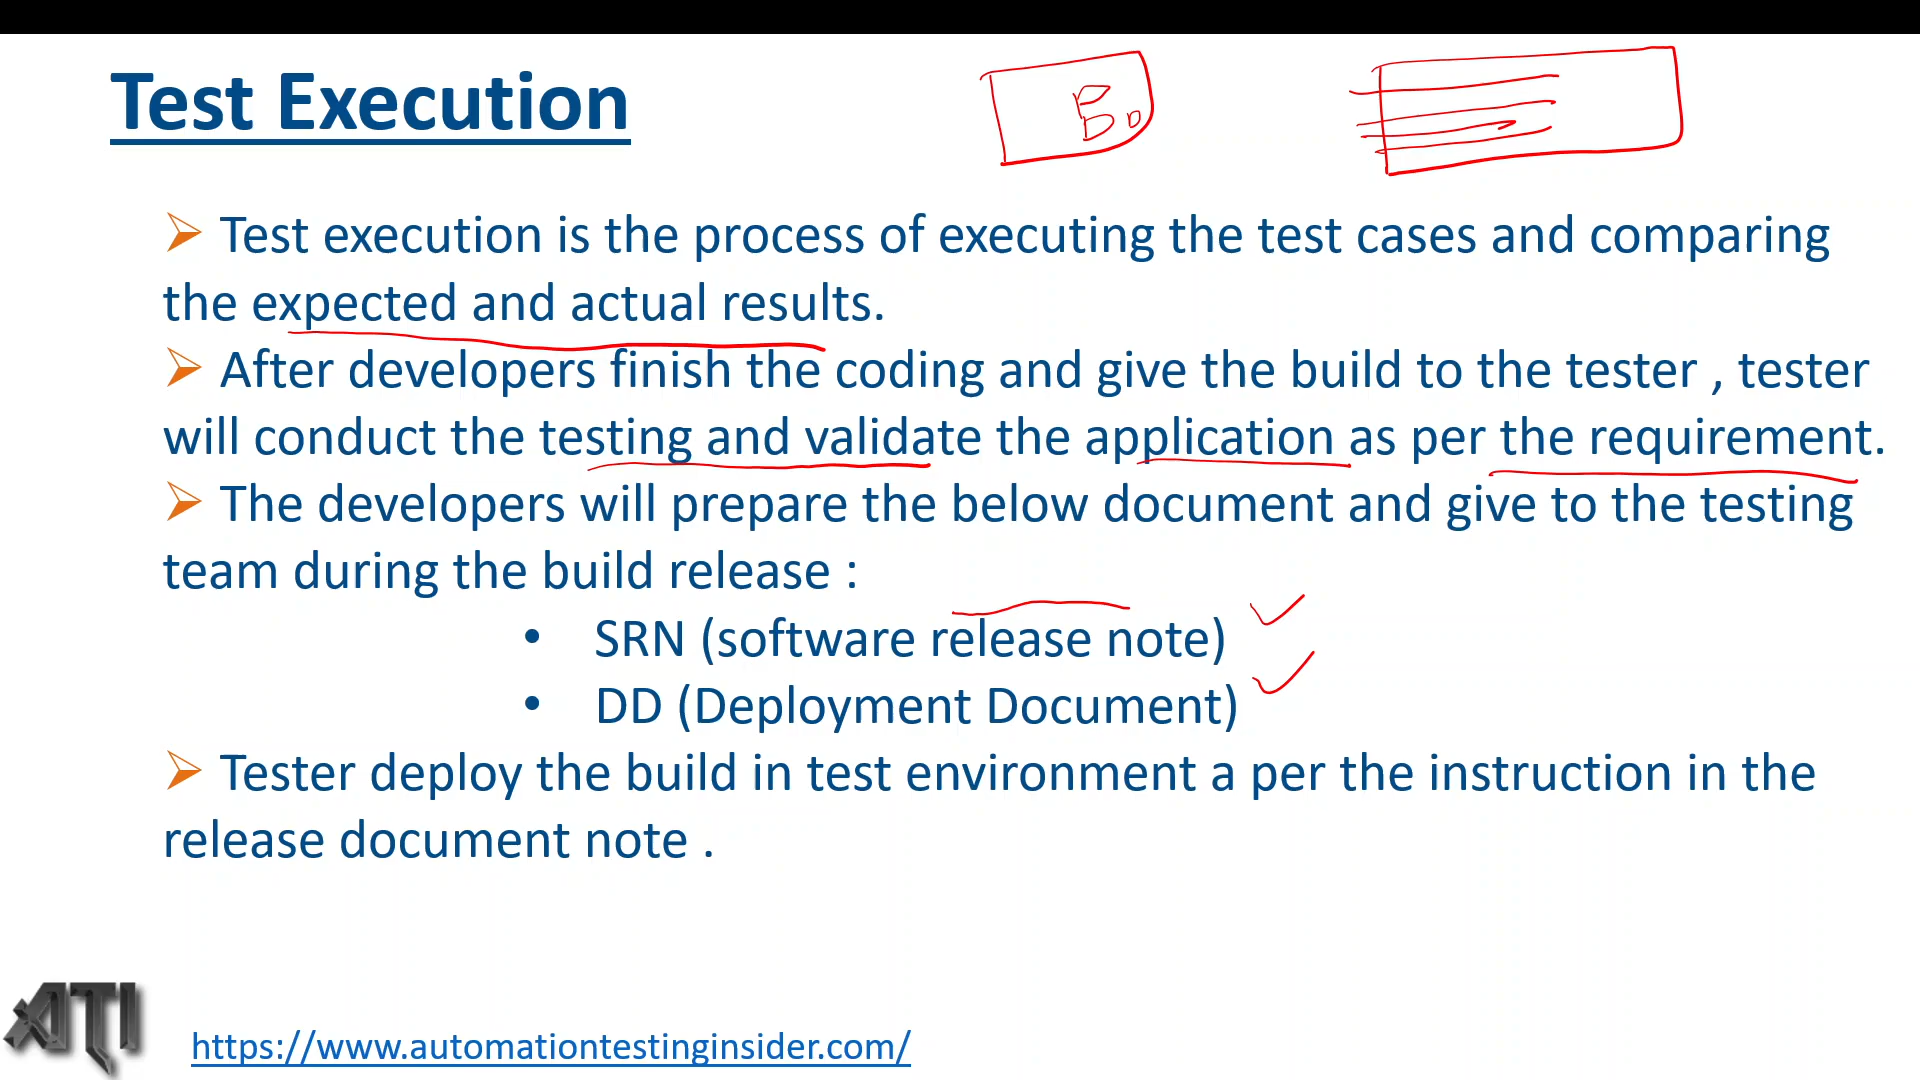 Test Execution
B.
➢ Test execution is the process of executing the test cases and comparing
the expected and actual results.
➢ After developers finish the coding and give the build to the tester , tester
will conduct the testing and validate the application as per the requirement.
➢ The developers will prepare the below document and give to the testing
team during the build release :
• SRN (software release note)
• DD (Deployment Document)
➢ Tester deploy the build in test environment a per the instruction in the
release document note .
ATI
https://www.automationtestinginsider.com/